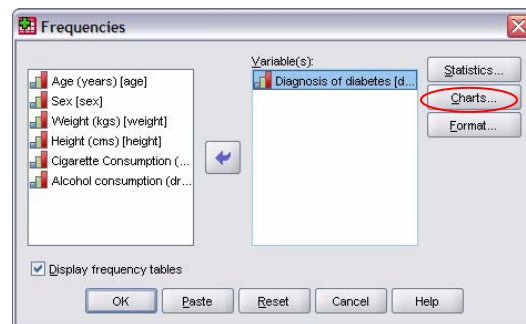 Frequencies
Age (years) [age]
Sex [sex]
Weight (kgs) [weight]
Height (cms) [height]
Cigarette Consumption (...
Alcohol consumption (dr...
Variable(s):
Diagnosis of diabetes [d...
Statistics...
Charts...
Format...
Display frequency tables
OK
Paste
Reset
Cancel
Help